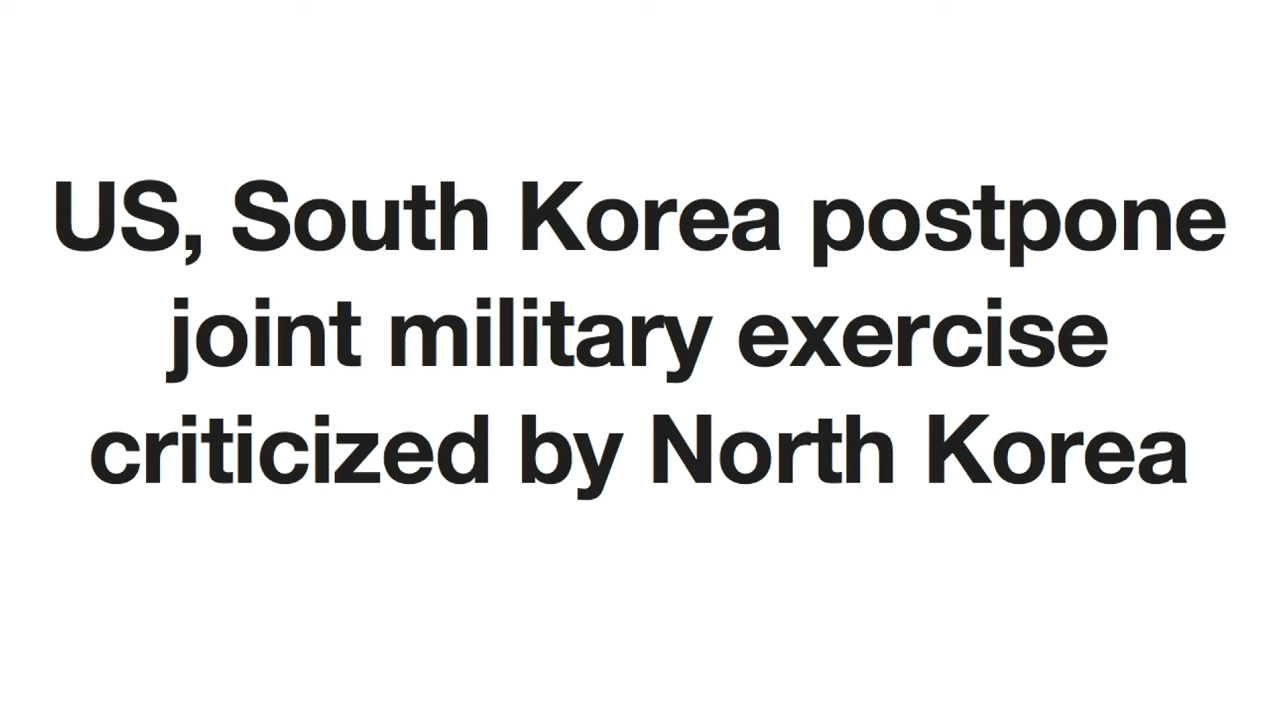 US, South Korea postpone
joint military exercise
criticized by North Korea